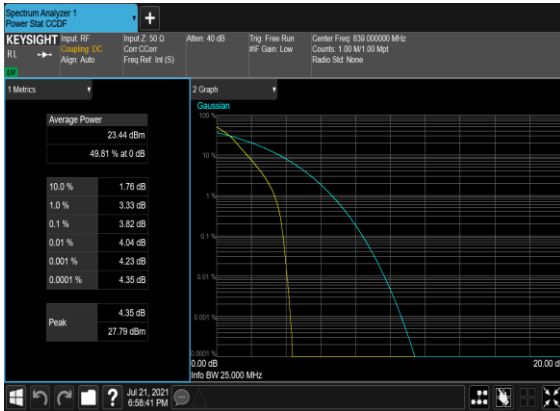 Spectrum Analyzer 1
Power Stat CCDF
KEYSIGHT
Input: RF
Coupling: DC
Align: Auto
Input Z: 50 Ω
Corr CCorr
Freq Ref: Int (S)
Atten: 40 dB
Trig: Free Run
#IF Gain: Low
Center Freq: 839.000000 MHz
Counts: 1.00 M/1.00 Mpt
Radio Std: None
RL
1 Metrics
2 Graph
Average Power
23.44 dBm
49.81 % at 0 dB
10.0 % 1.76 dB
1.0 % 3.33 dB
0.1 % 3.82 dB
0.01 % 4.04 dB
0.001 % 4.23 dB
0.0001 % 4.35 dB
Peak
4.35 dB
27.79 dBm
Gaussian
100 %
10 %
1 %
0.1 %
0.01 %
0.001 %
0.0001 %
0.00 dB
20.00 d
Info BW 25.000 MHz
Jul 21, 2021
6:58:41 PM